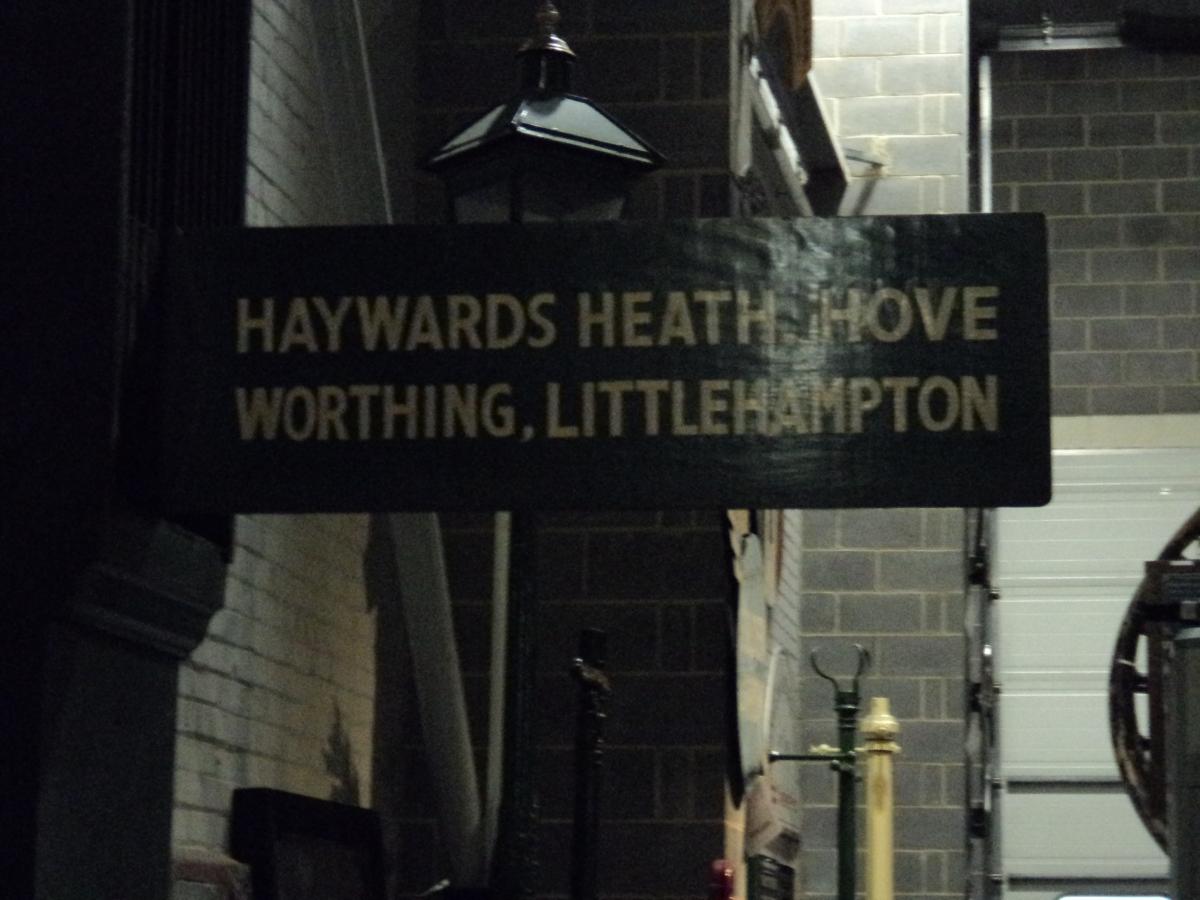 HAYWARDS HEATH, HOVE
WORTHING, LITTLEHAMPTON